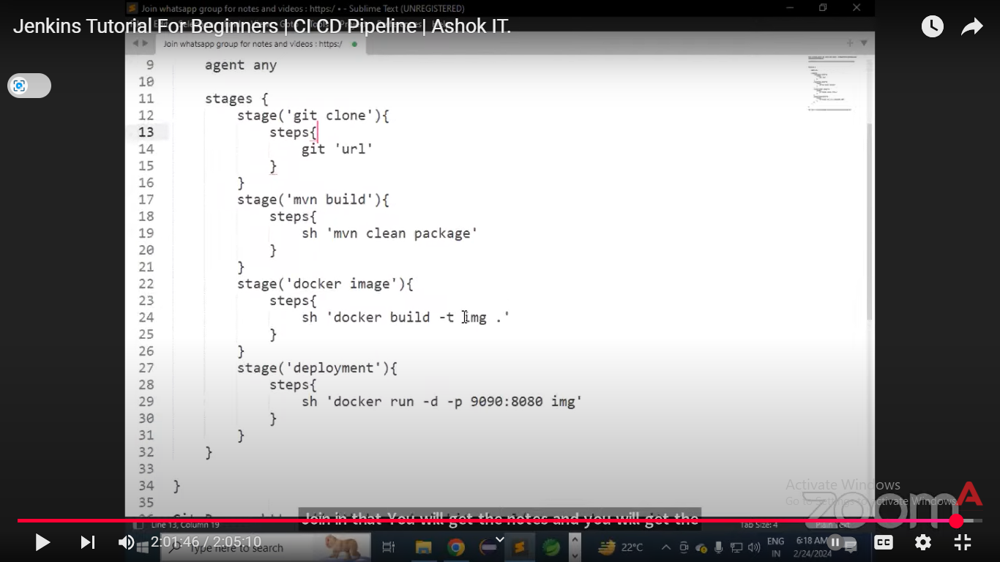 Join whatsapp group for notes and videos : https:/ • - Sublime Text (UNREGISTERED)
Jenkins Tutorial For Beginners | CI CD Pipeline | Ashok IT.
Join whatsapp group for notes and videos : https:/
9 agent any
10
11 stages {
12 stage('git clone'){
13 steps{
14 git 'url'
15 }
16 }
17 stage('mvn build'){
18 steps{
19 sh 'mvn clean package'
20 }
21 }
22 stage('docker image'){
23 steps{
24 sh 'docker build -t img .'
25 }
26 }
27 stage('deployment'){
28 steps{
29 sh 'docker run -d -p 9090:8080 img'
30 }
31 }
32 }
33
34 }
35
Activate Windows
Go to Settings to activate Windows.
zoom
Join in that You will get the notes and you will get the
Line 13, Column 19
Tab Size: 4
Plain Text
2:01:46 / 2:05:10
Type here to search
22°C
ENG
IN
6:18 AM
2/24/2024
CC